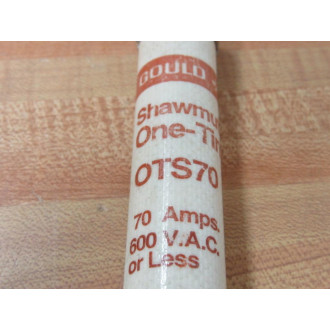 GOULD
Shawmu
One-Ti
OTS70
70 Amps.
600 V.A.C.
or Less